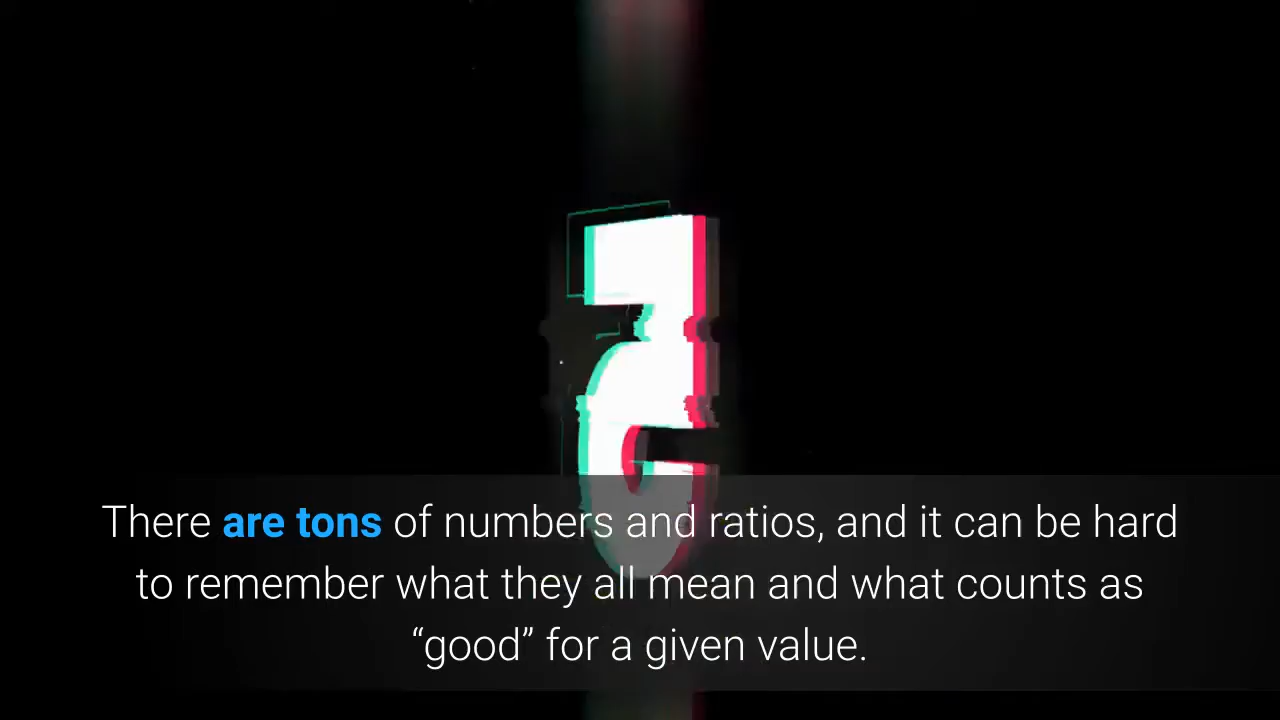 There are tons of numbers and ratios, and it can be hard
to remember what they all mean and what counts as
“good” for a given value.